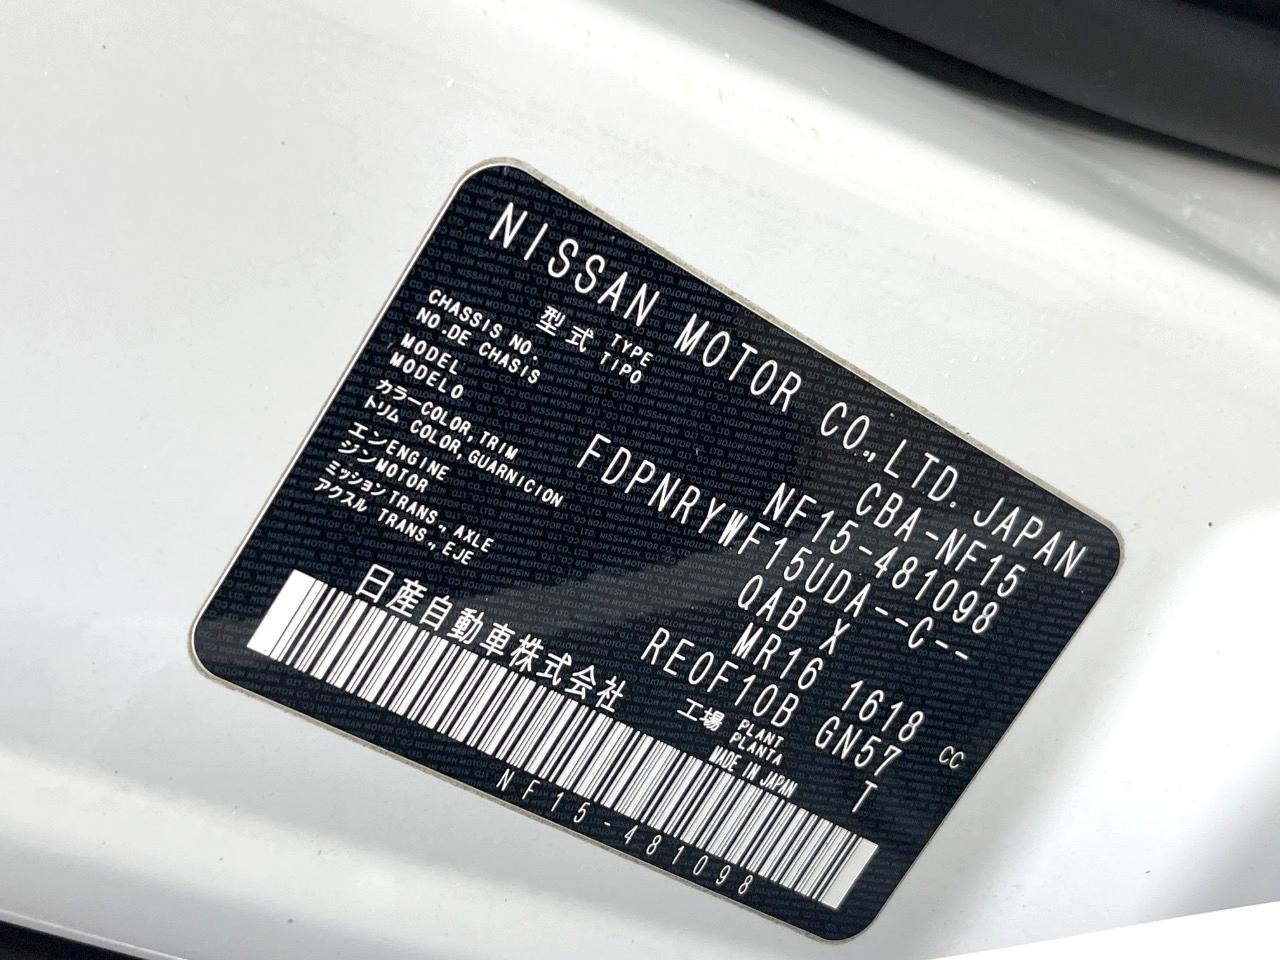 NISSAN MOTOR CO.,LTD. JAPAN
型式 TYPE TIPO CBA-NF15
CHASSIS NO. NO.DE CHASIS NF15-481098
MODEL MODELO FDPNRYWF15UDA--C--
カラー COLOR, TRIM トリム COLOR, GUARNICION QAB X
エンジン ENGINE MOTOR MR16 1618 cc
ミッション TRANS., AXLE アクスル TRANS., EJE RE0F10B GN57
工場 PLANT PLANTA T
日産自動車株式会社 MADE IN JAPAN
NF15-481098